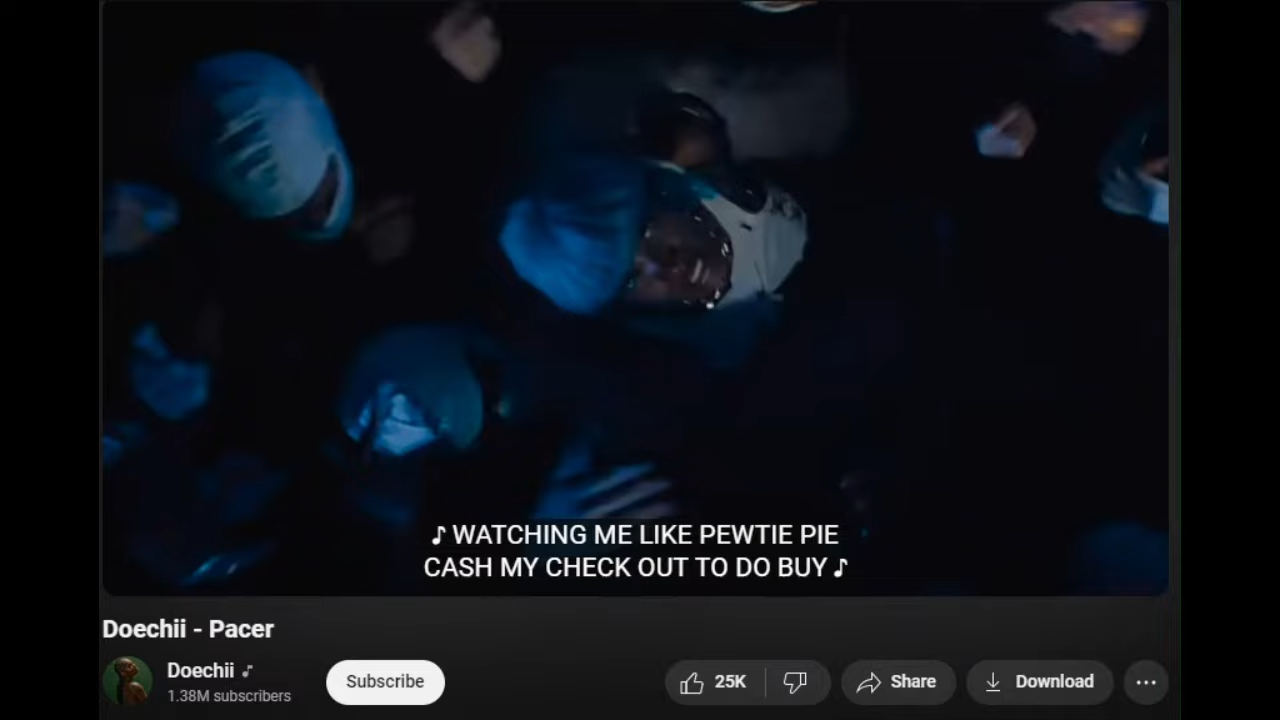 ♪ WATCHING ME LIKE PEWTIE PIE
CASH MY CHECK OUT TO DO BUY ♪
Doechii - Pacer
Doechii ♪
1.38M subscribers
Subscribe
25K
Share
Download